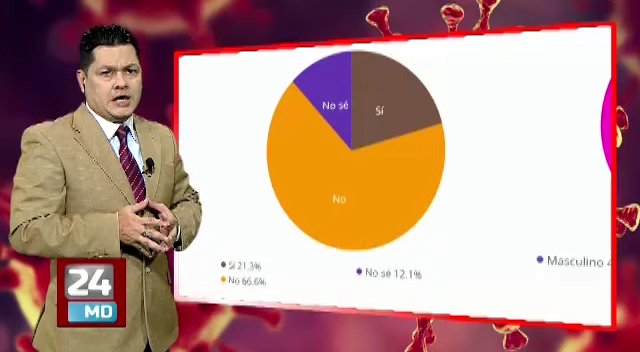 No sé
Sí
No
Sí 21.3%
No sé 12.1%
No 66.6%
Masculino
24
MD